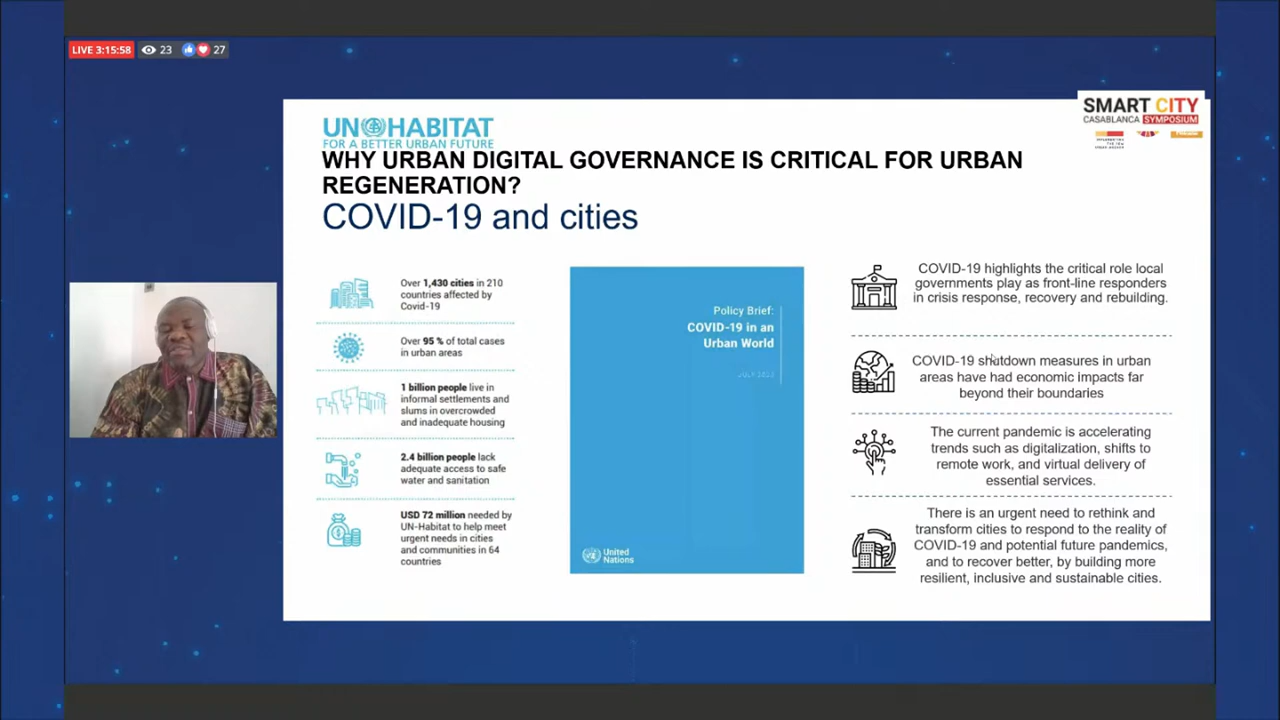 LIVE 3:15:58 23 27
SMART CITY
CASABLANCA SYMPOSIUM
UN HABITAT
FOR A BETTER URBAN FUTURE
WHY URBAN DIGITAL GOVERNANCE IS CRITICAL FOR URBAN
REGENERATION?
COVID-19 and cities
Over 1,430 cities in 210
countries affected by
Covid-19
Over 95 % of total cases
in urban areas
1 billion people live in
informal settlements and
slums in overcrowded
and inadequate housing
2.4 billion people lack
adequate access to safe
water and sanitation
USD 72 million needed by
UN-Habitat to help meet
urgent needs in cities
and communities in 64
countries
Policy Brief:
COVID-19 in an
Urban World
JULY
United
Nations
COVID-19 highlights the critical role local
governments play as front-line responders
in crisis response, recovery and rebuilding.
COVID-19 shutdown measures in urban
areas have had economic impacts far
beyond their boundaries
The current pandemic is accelerating
trends such as digitalization, shifts to
remote work, and virtual delivery of
essential services.
There is an urgent need to rethink and
transform cities to respond to the reality of
COVID-19 and potential future pandemics,
and to recover better, by building more
resilient, inclusive and sustainable cities.